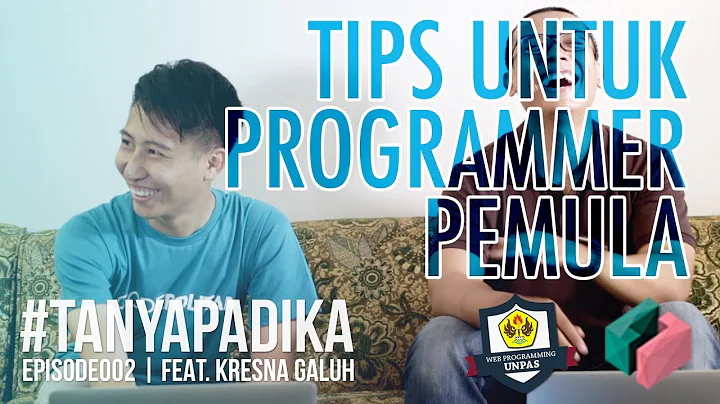 TIPS UNTUK
PROGRAMMER
PEMULA
#TANYAPADIKA
EPISODE002 | FEAT. KRESNA GALUH
WEB PROGRAMMING
UNPAS